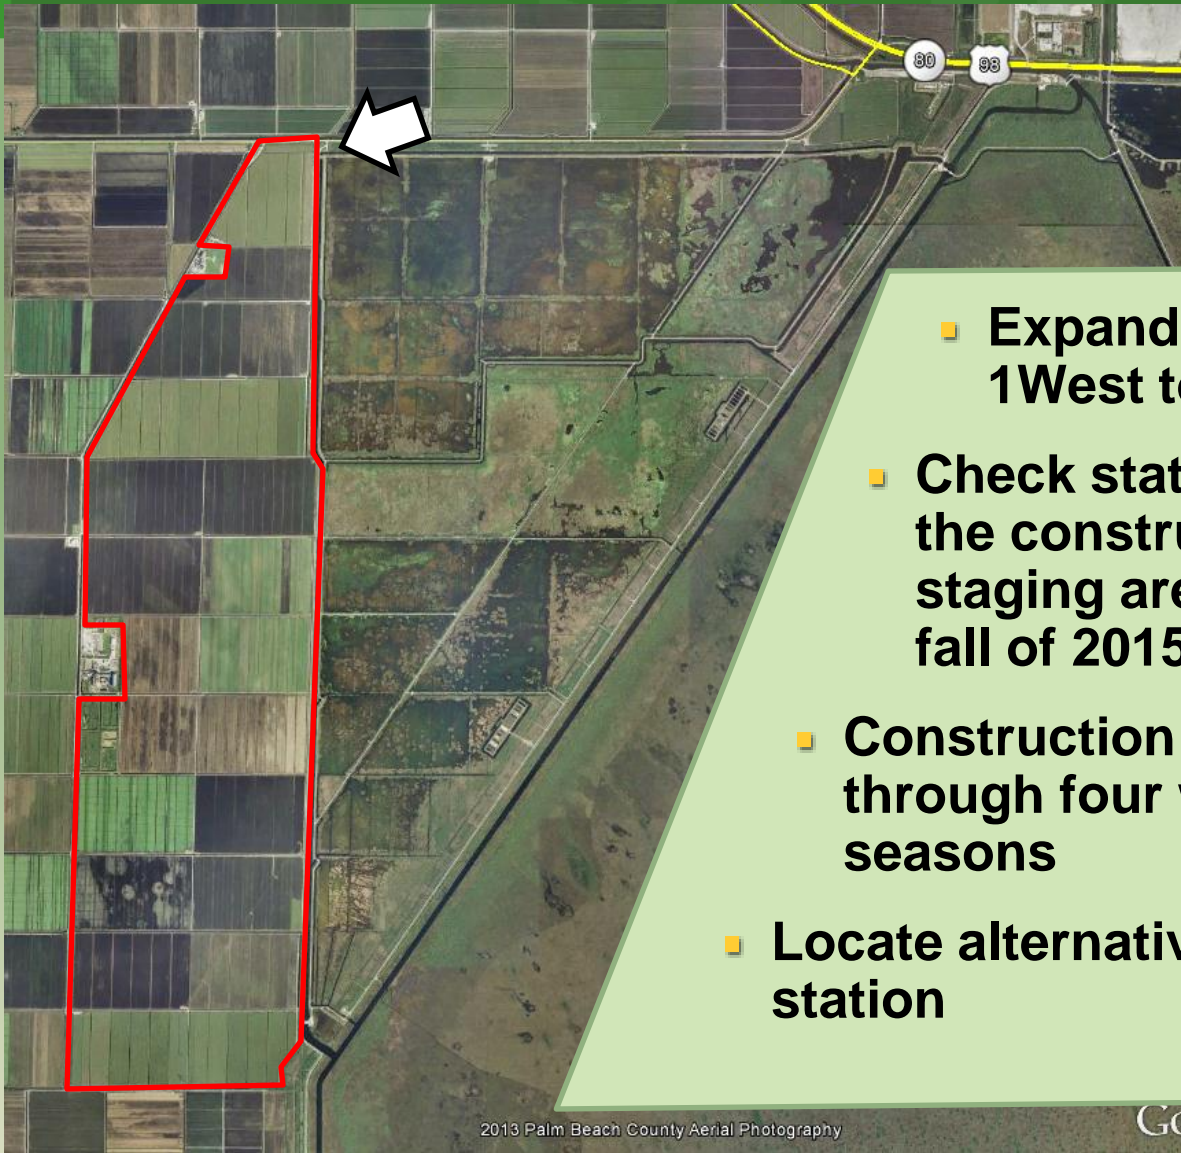 80
98
Expand
1West t
Check stat
the constru
staging are
fall of 2015
Construction
through four
seasons
Locate alternativ
station
2013 Palm Beach County Aerial Photography
Go